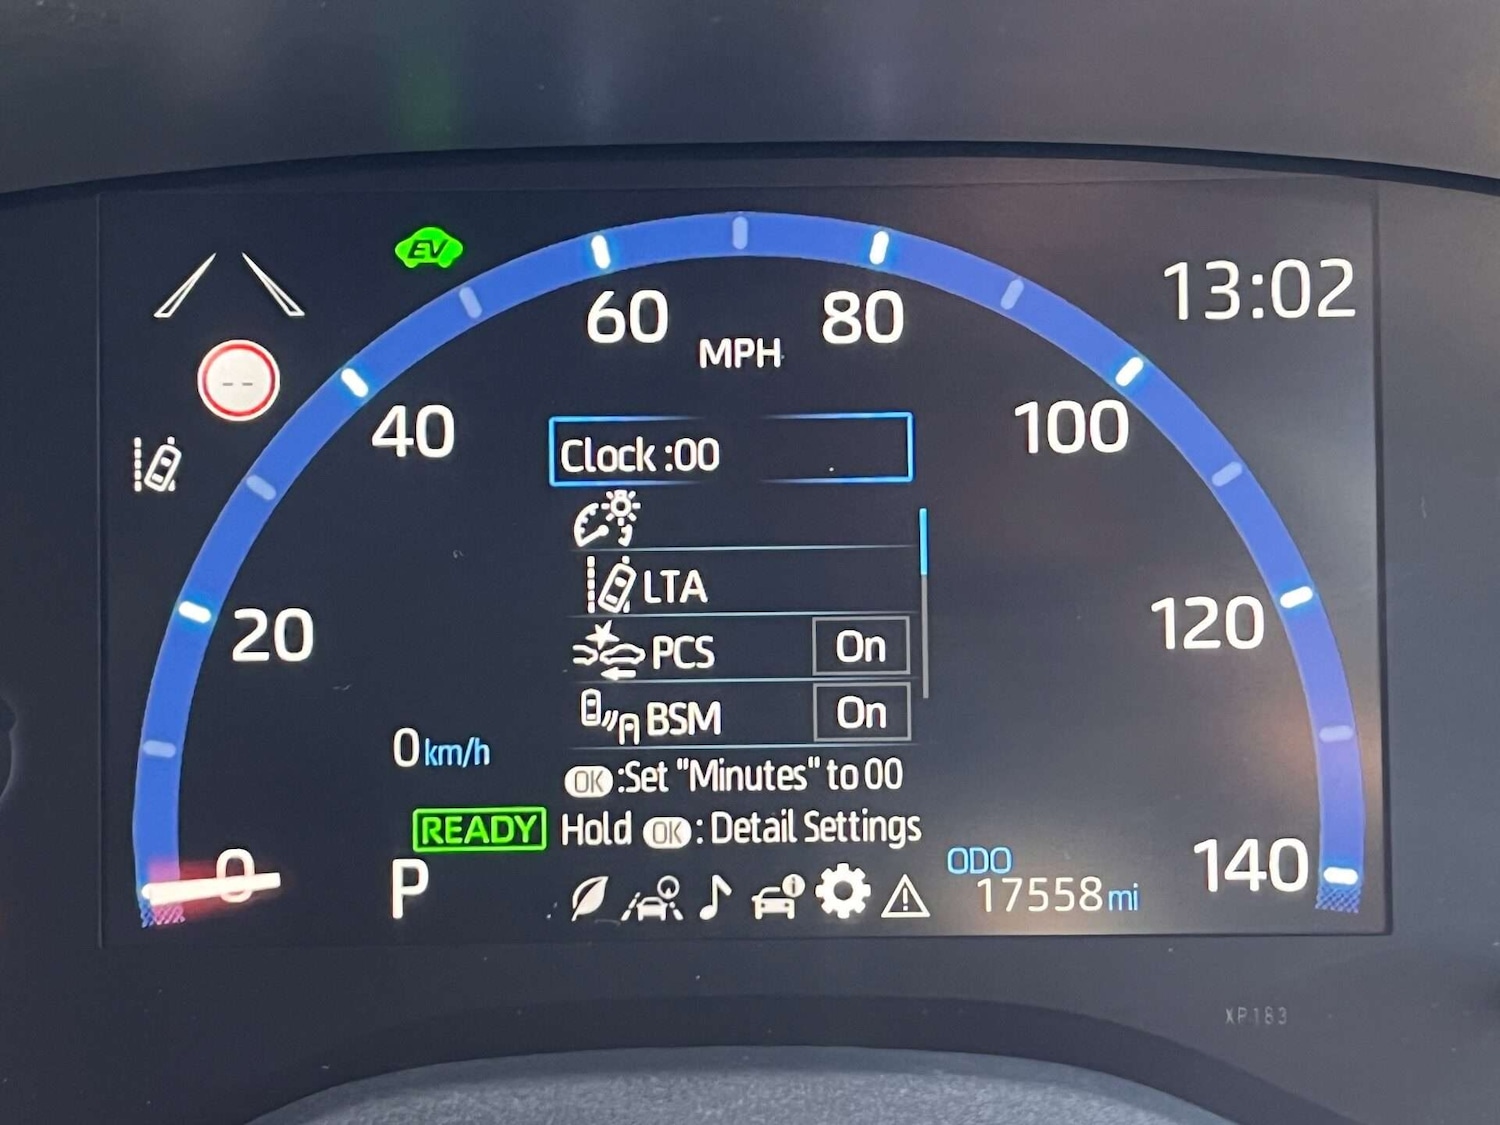 EV
13:02
60
80
MPH
--
40
100
Clock :00
LTA
20
120
PCS On
BSM On
0 km/h
OK :Set "Minutes" to 00
READY
Hold OK : Detail Settings
0
P
ODO
17558 mi
140
XP183